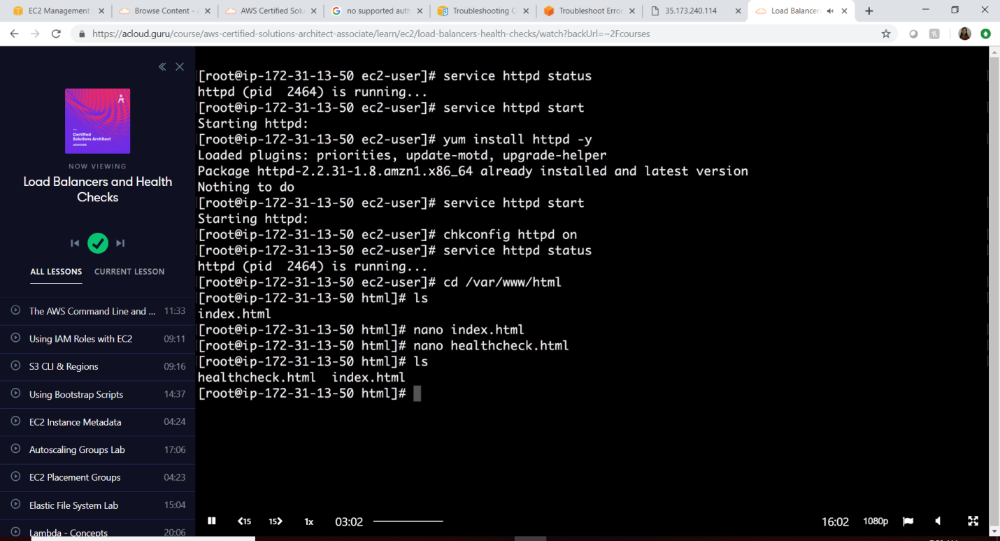 EC2 Management
Browse Content -
AWS Certified Solu
no supported auth
Troubleshooting C
Troubleshoot Error
35.173.240.114
Load Balancer
https://acloud.guru/course/aws-certified-solutions-architect-associate/learn/ec2/load-balancers-health-checks/watch?backUrl=~2Fcourses
Certified
Solutions Architect
ASSOCIATE
NOW VIEWING
Load Balancers and Health
Checks
ALL LESSONS CURRENT LESSON
The AWS Command Line and ... 11:33
Using IAM Roles with EC2 09:11
S3 CLI & Regions 09:16
Using Bootstrap Scripts 14:37
EC2 Instance Metadata 04:24
Autoscaling Groups Lab 17:06
EC2 Placement Groups 04:23
Elastic File System Lab 15:04
Lambda - Concepts 20:06
[root@ip-172-31-13-50 ec2-user]# service httpd status
httpd (pid  2464) is running...
[root@ip-172-31-13-50 ec2-user]# service httpd start
Starting httpd:
[root@ip-172-31-13-50 ec2-user]# yum install httpd -y
Loaded plugins: priorities, update-motd, upgrade-helper
Package httpd-2.2.31-1.8.amzn1.x86_64 already installed and latest version
Nothing to do
[root@ip-172-31-13-50 ec2-user]# service httpd start
Starting httpd:
[root@ip-172-31-13-50 ec2-user]# chkconfig httpd on
[root@ip-172-31-13-50 ec2-user]# service httpd status
httpd (pid  2464) is running...
[root@ip-172-31-13-50 ec2-user]# cd /var/www/html
[root@ip-172-31-13-50 html]# ls
index.html
[root@ip-172-31-13-50 html]# nano index.html
[root@ip-172-31-13-50 html]# nano healthcheck.html
[root@ip-172-31-13-50 html]# ls
healthcheck.html  index.html
[root@ip-172-31-13-50 html]#
15 15 1x 03:02 16:02 1080p